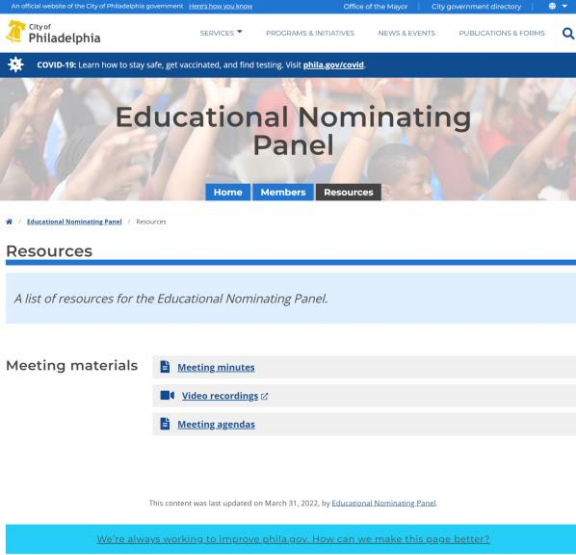 An official website of the City of Philadelphia government Here's how you know
Office of the Mayor City government directory
City of
Philadelphia
SERVICES PROGRAMS & INITIATIVES NEWS & EVENTS PUBLICATIONS & FORMS
COVID-19: Learn how to stay safe, get vaccinated, and find testing. Visit phila.gov/covid.
Educational Nominating
Panel
Home Members Resources
/ Educational Nominating Panel / Resources
Resources
A list of resources for the Educational Nominating Panel.
Meeting materials
Meeting minutes
Video recordings
Meeting agendas
This content was last updated on March 31, 2022, by Educational Nominating Panel.
We're always working to improve phila.gov. How can we make this page better?